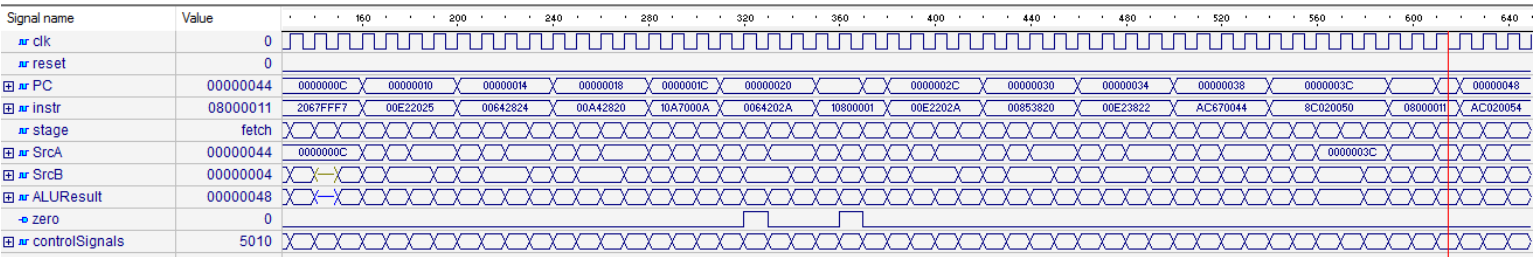 Signal name Value 160 200 240 280 320 360 400 440 480 520 560 600 640
clk 0
reset 0
PC 00000044 0000000C 00000010 00000014 00000018 0000001C 00000020 0000002C 00000030 00000034 00000038 0000003C 00000048
instr 08000011 2067FFF7 00E22025 00642824 00A42820 10A7000A 0064202A 10800001 00E2202A 00853820 00E23822 AC670044 8C020050 08000011 AC020054
stage fetch
SrcA 00000044 0000000C 0000003C
SrcB 00000004
ALUResult 00000048
zero 0
controlSignals 5010